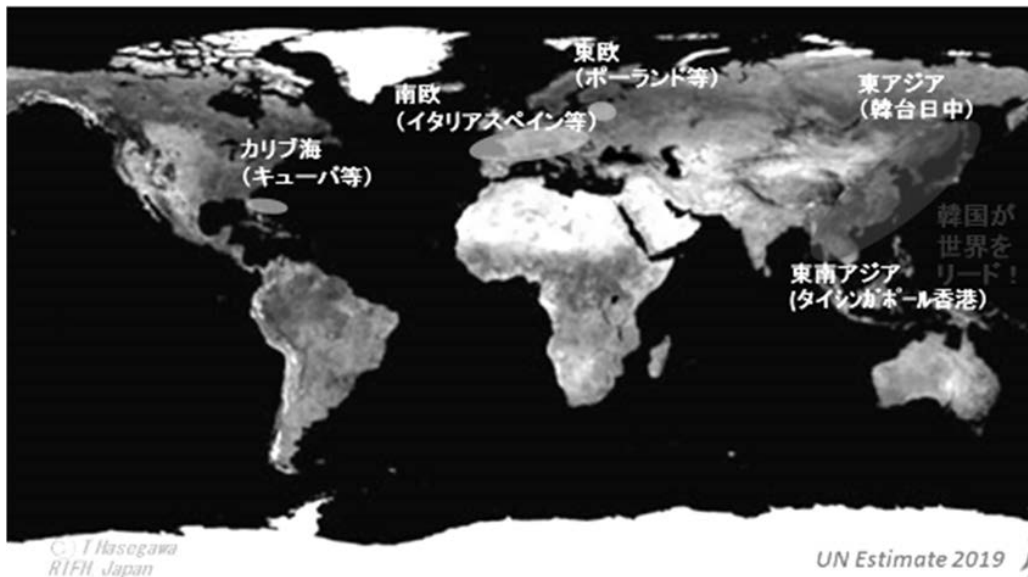 東欧
(ポーランド等)
南欧
(イタリアスペイン等)
東アジア
(韓台日中)
カリブ海
(キューバ等)
韓国が
世界を
リード!
東南アジア
(タイシンガポール香港)
© T Hasegawa
RIFH Japan
UN Estimate 2019